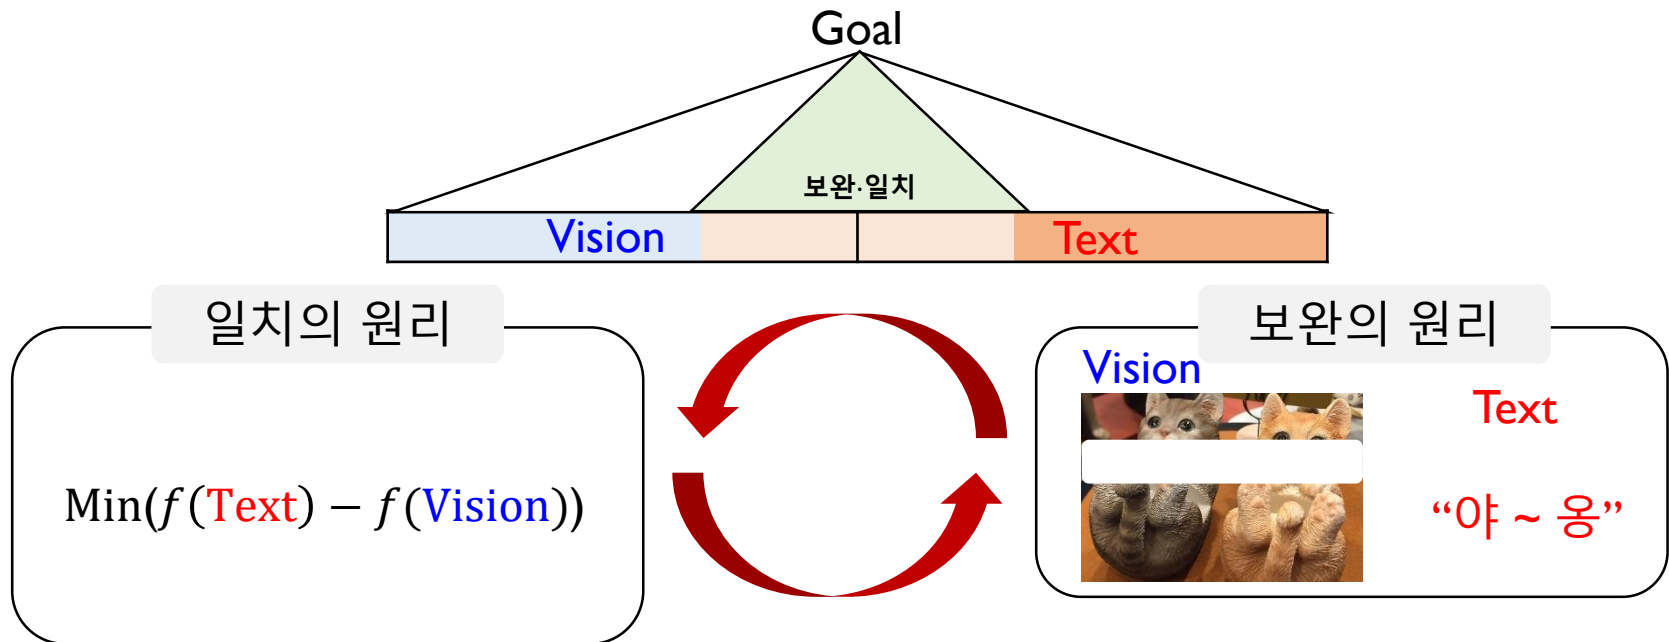 Goal
보완·일치
Vision
Text
일치의 원리
Min(f(Text) − f(Vision))
보완의 원리
Vision
Text
“야 ~ 옹”